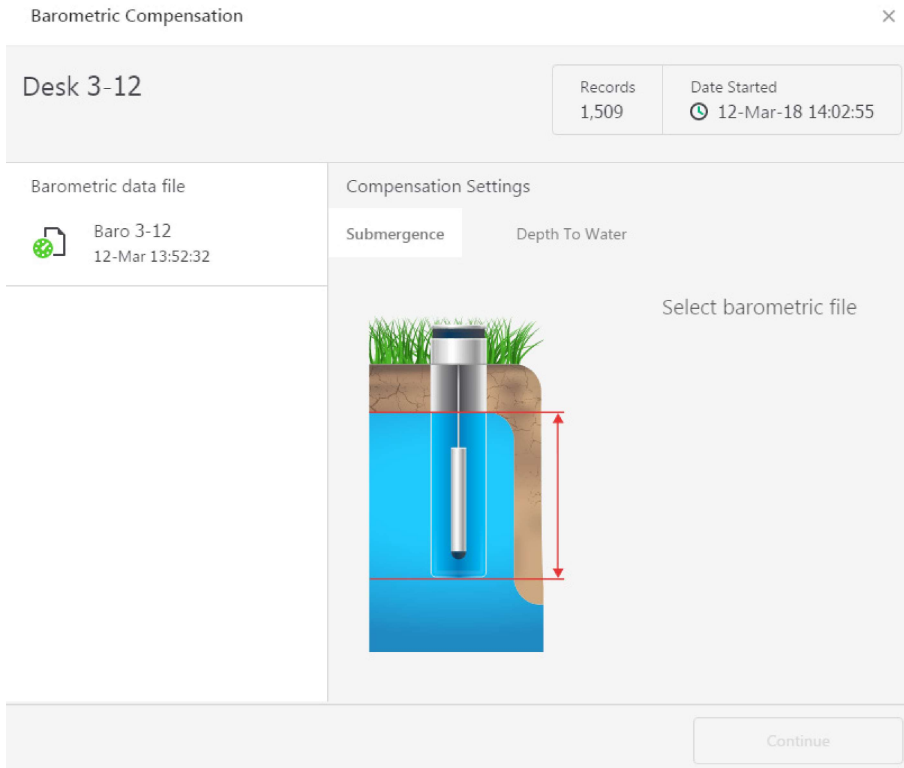 Barometric Compensation
Desk 3-12
Records
1,509
Date Started
12-Mar-18 14:02:55
Barometric data file
Baro 3-12
12-Mar 13:52:32
Compensation Settings
Submergence
Depth To Water
Select barometric file
Continue